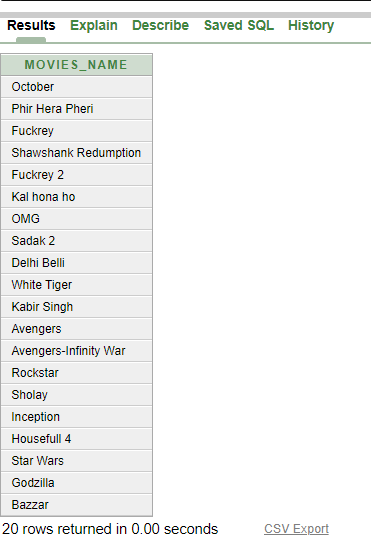 Results Explain Describe Saved SQL History
MOVIES_NAME
October
Phir Hera Pheri
Fuckrey
Shawshank Redumption
Fuckrey 2
Kal hona ho
OMG
Sadak 2
Delhi Belli
White Tiger
Kabir Singh
Avengers
Avengers-Infinity War
Rockstar
Sholay
Inception
Housefull 4
Star Wars
Godzilla
Bazzar
20 rows returned in 0.00 seconds CSV Export